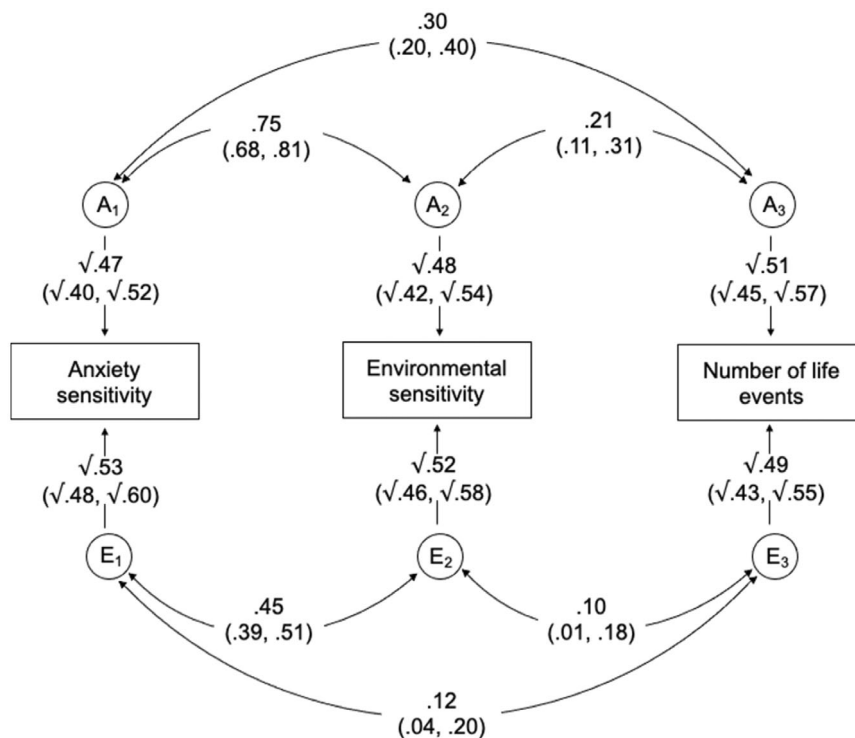 .30
(.20, .40)
.75
(.68, .81)
.21
(.11, .31)
A₁
A₂
A₃
√.47
(√.40, √.52)
√.48
(√.42, √.54)
√.51
(√.45, √.57)
Anxiety
sensitivity
Environmental
sensitivity
Number of life
events
√.53
(√.48, √.60)
√.52
(√.46, √.58)
√.49
(√.43, √.55)
E₁
E₂
E₃
.45
(.39, .51)
.10
(.01, .18)
.12
(.04, .20)